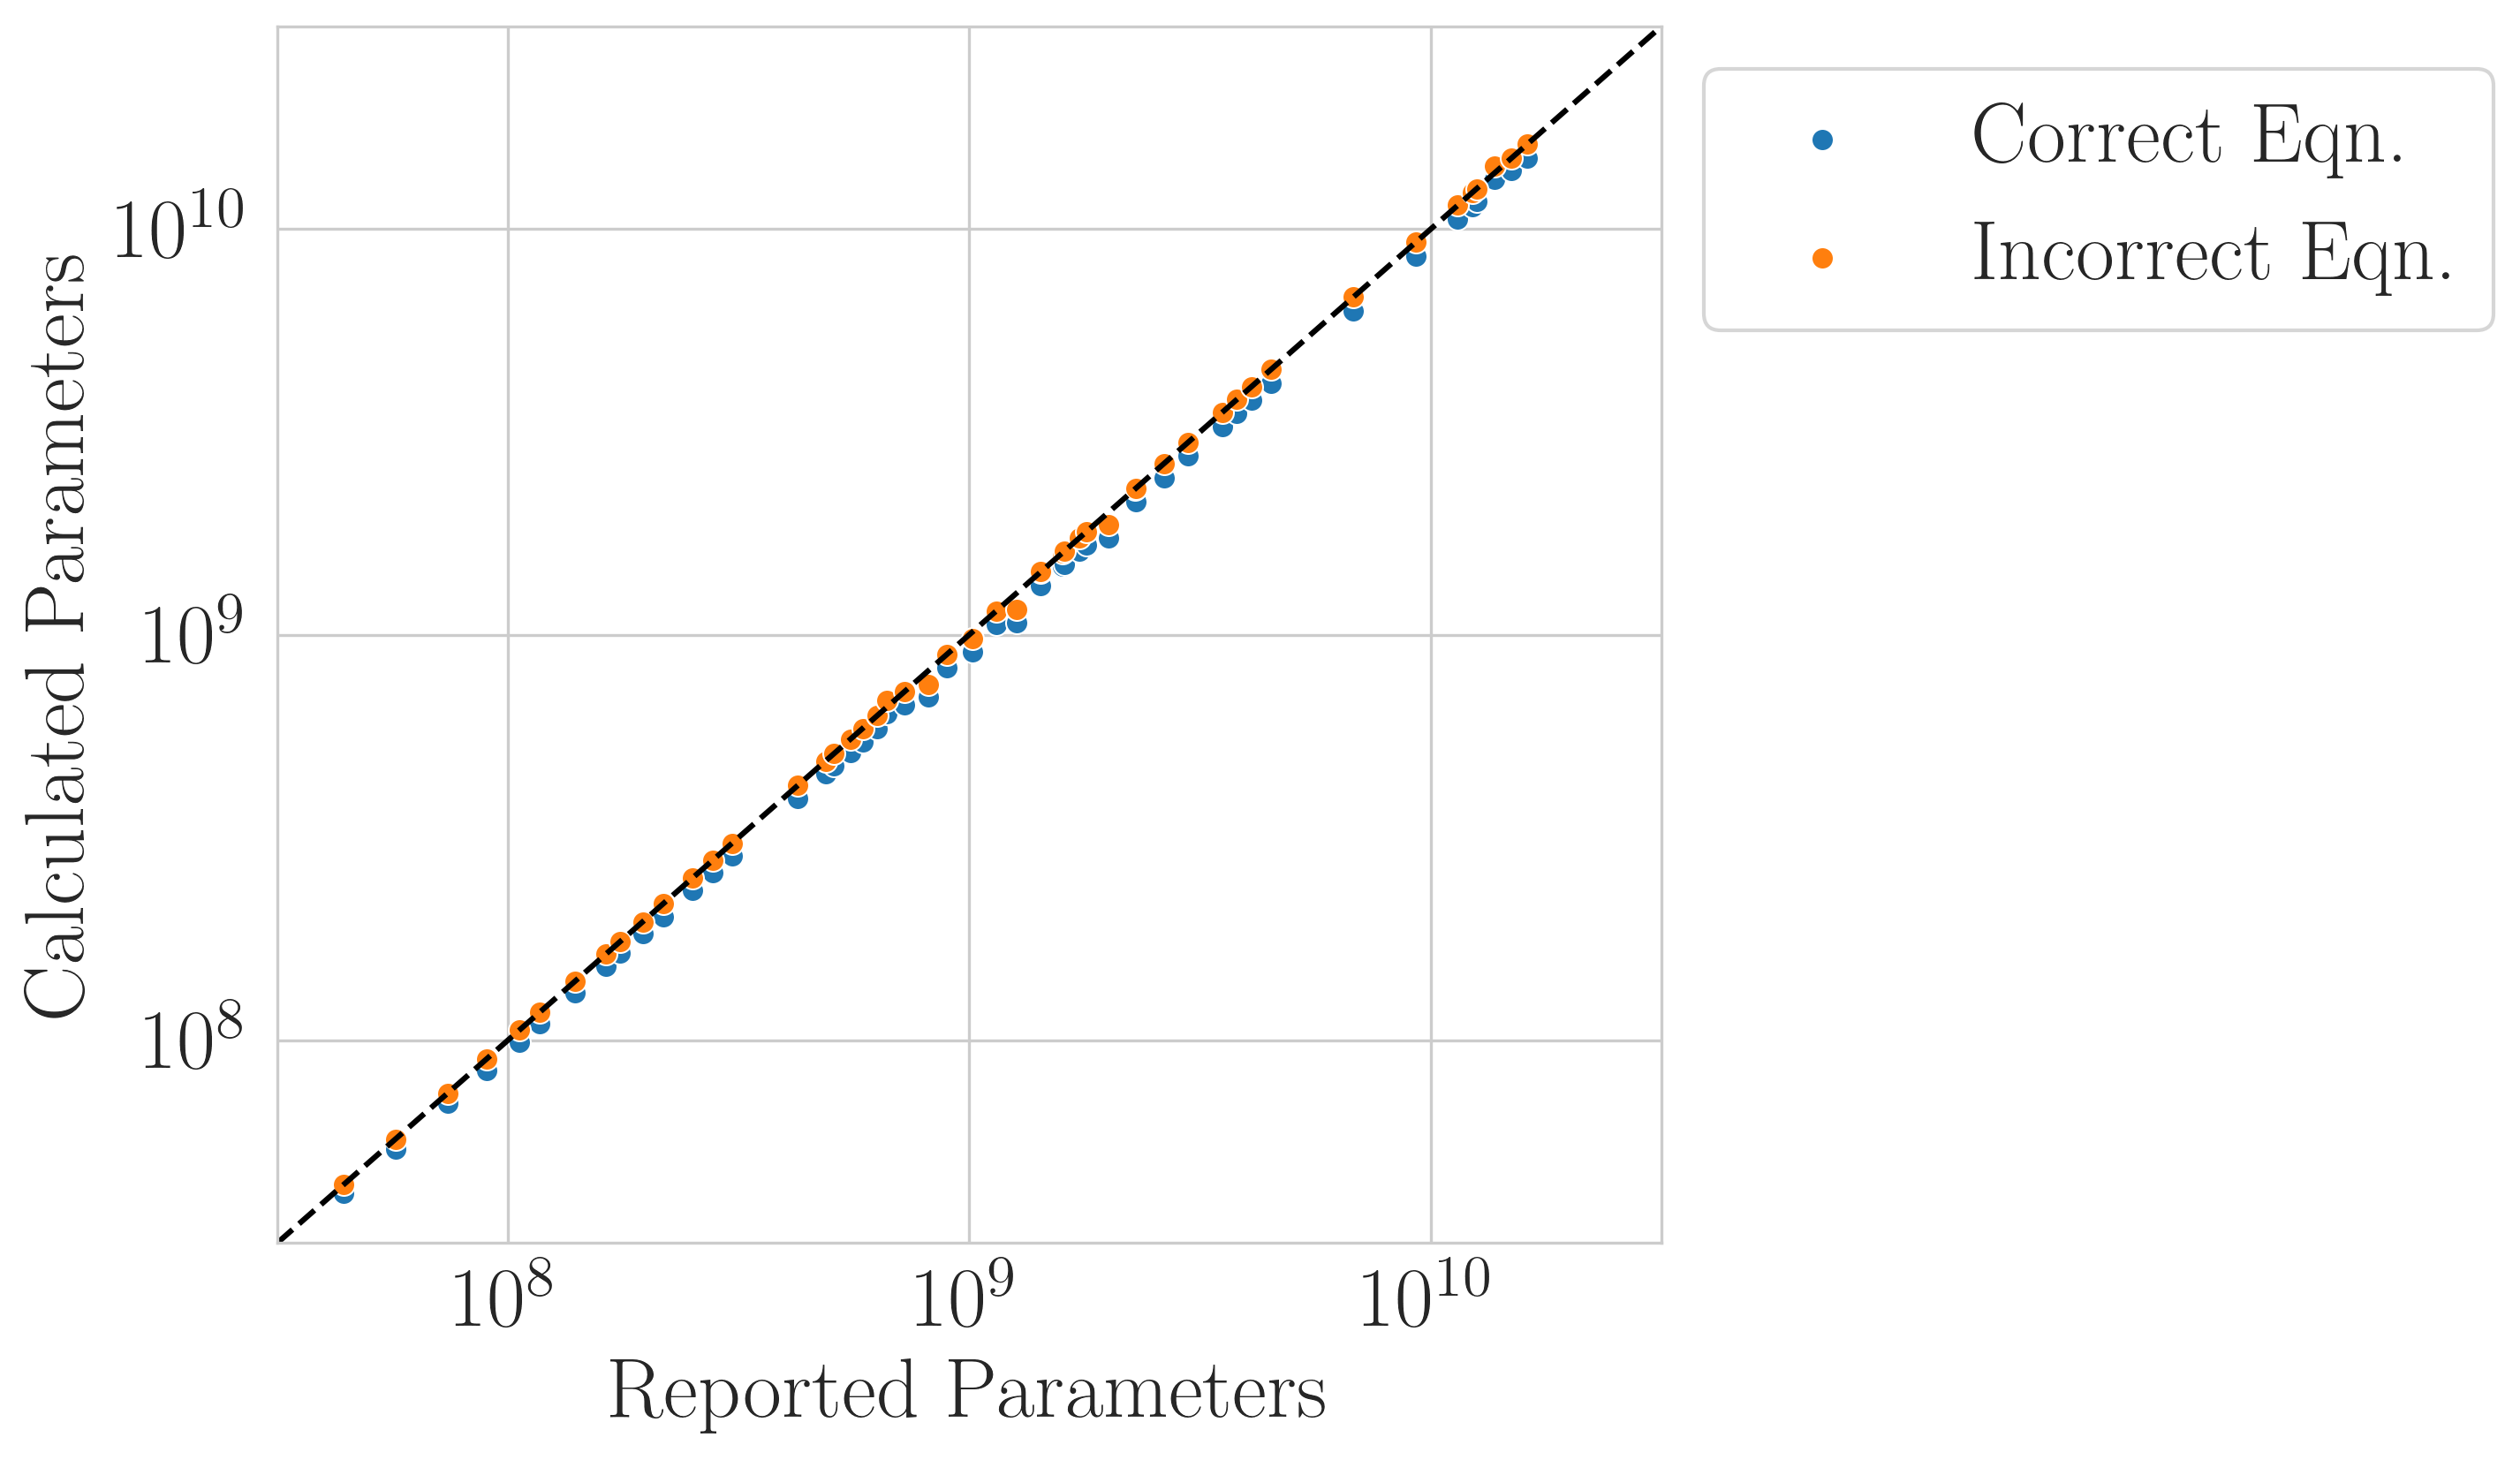 Calculated Parameters
10^10
10^9
10^8
10^8 10^9 10^10
Reported Parameters
Correct Eqn.
Incorrect Eqn.